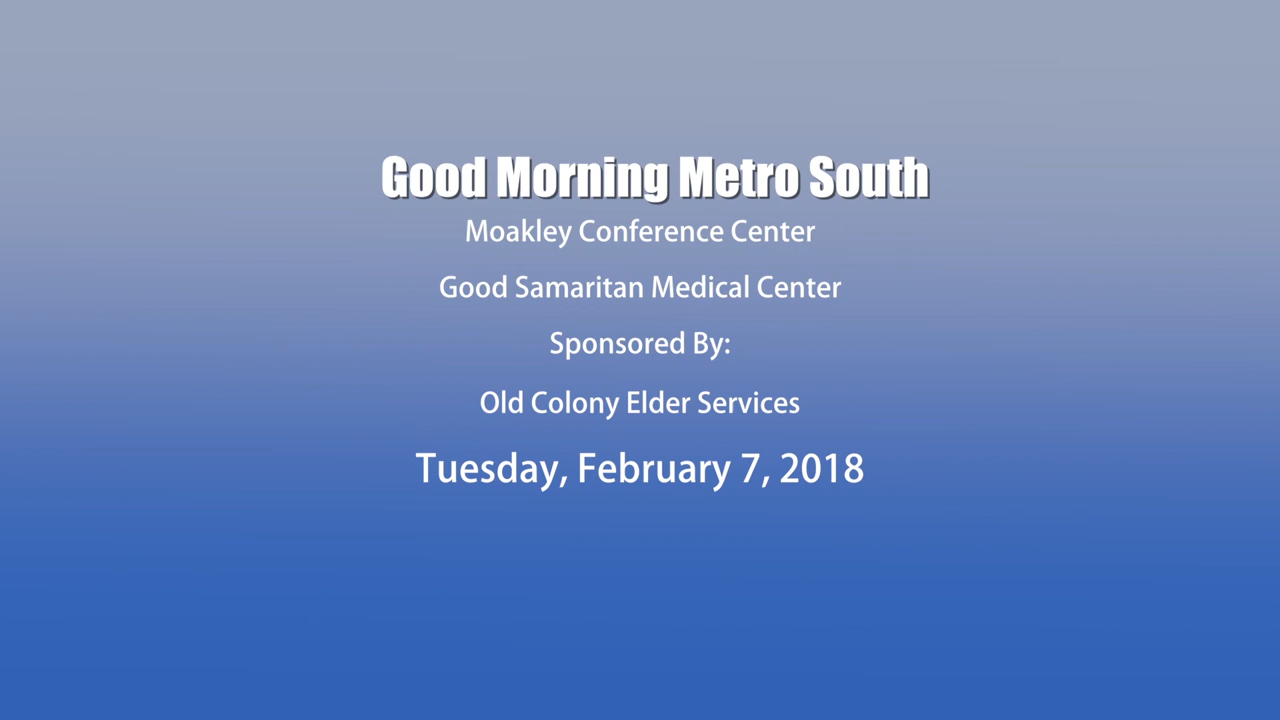 Good Morning Metro South
Moakley Conference Center
Good Samaritan Medical Center
Sponsored By:
Old Colony Elder Services
Tuesday, February 7, 2018